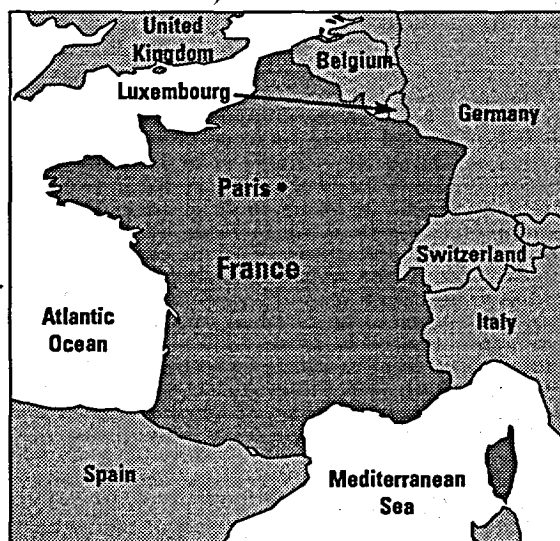 United
Kingdom
Belgium
Luxembourg
Germany
Paris
Switzerland
France
Atlantic
Ocean
Italy
Spain
Mediterranean
Sea